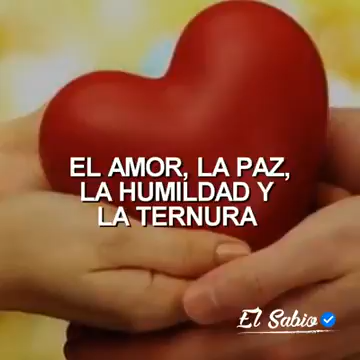 EL AMOR, LA PAZ,
LA HUMILDAD Y
LA TERNURA
El Sabio